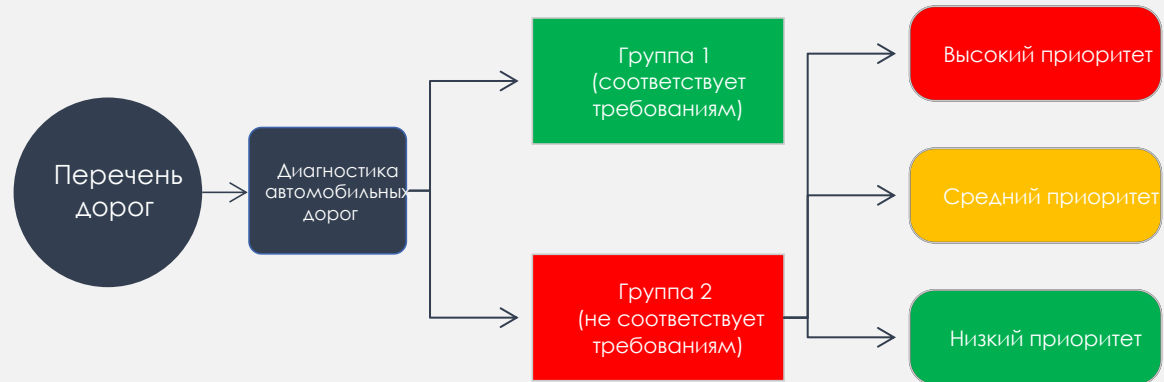 Перечень
дорог
Диагностика
автомобильных
дорог
Группа 1
(соответствует
требованиям)
Группа 2
(не соответствует
требованиям)
Высокий приоритет
Средний приоритет
Низкий приоритет